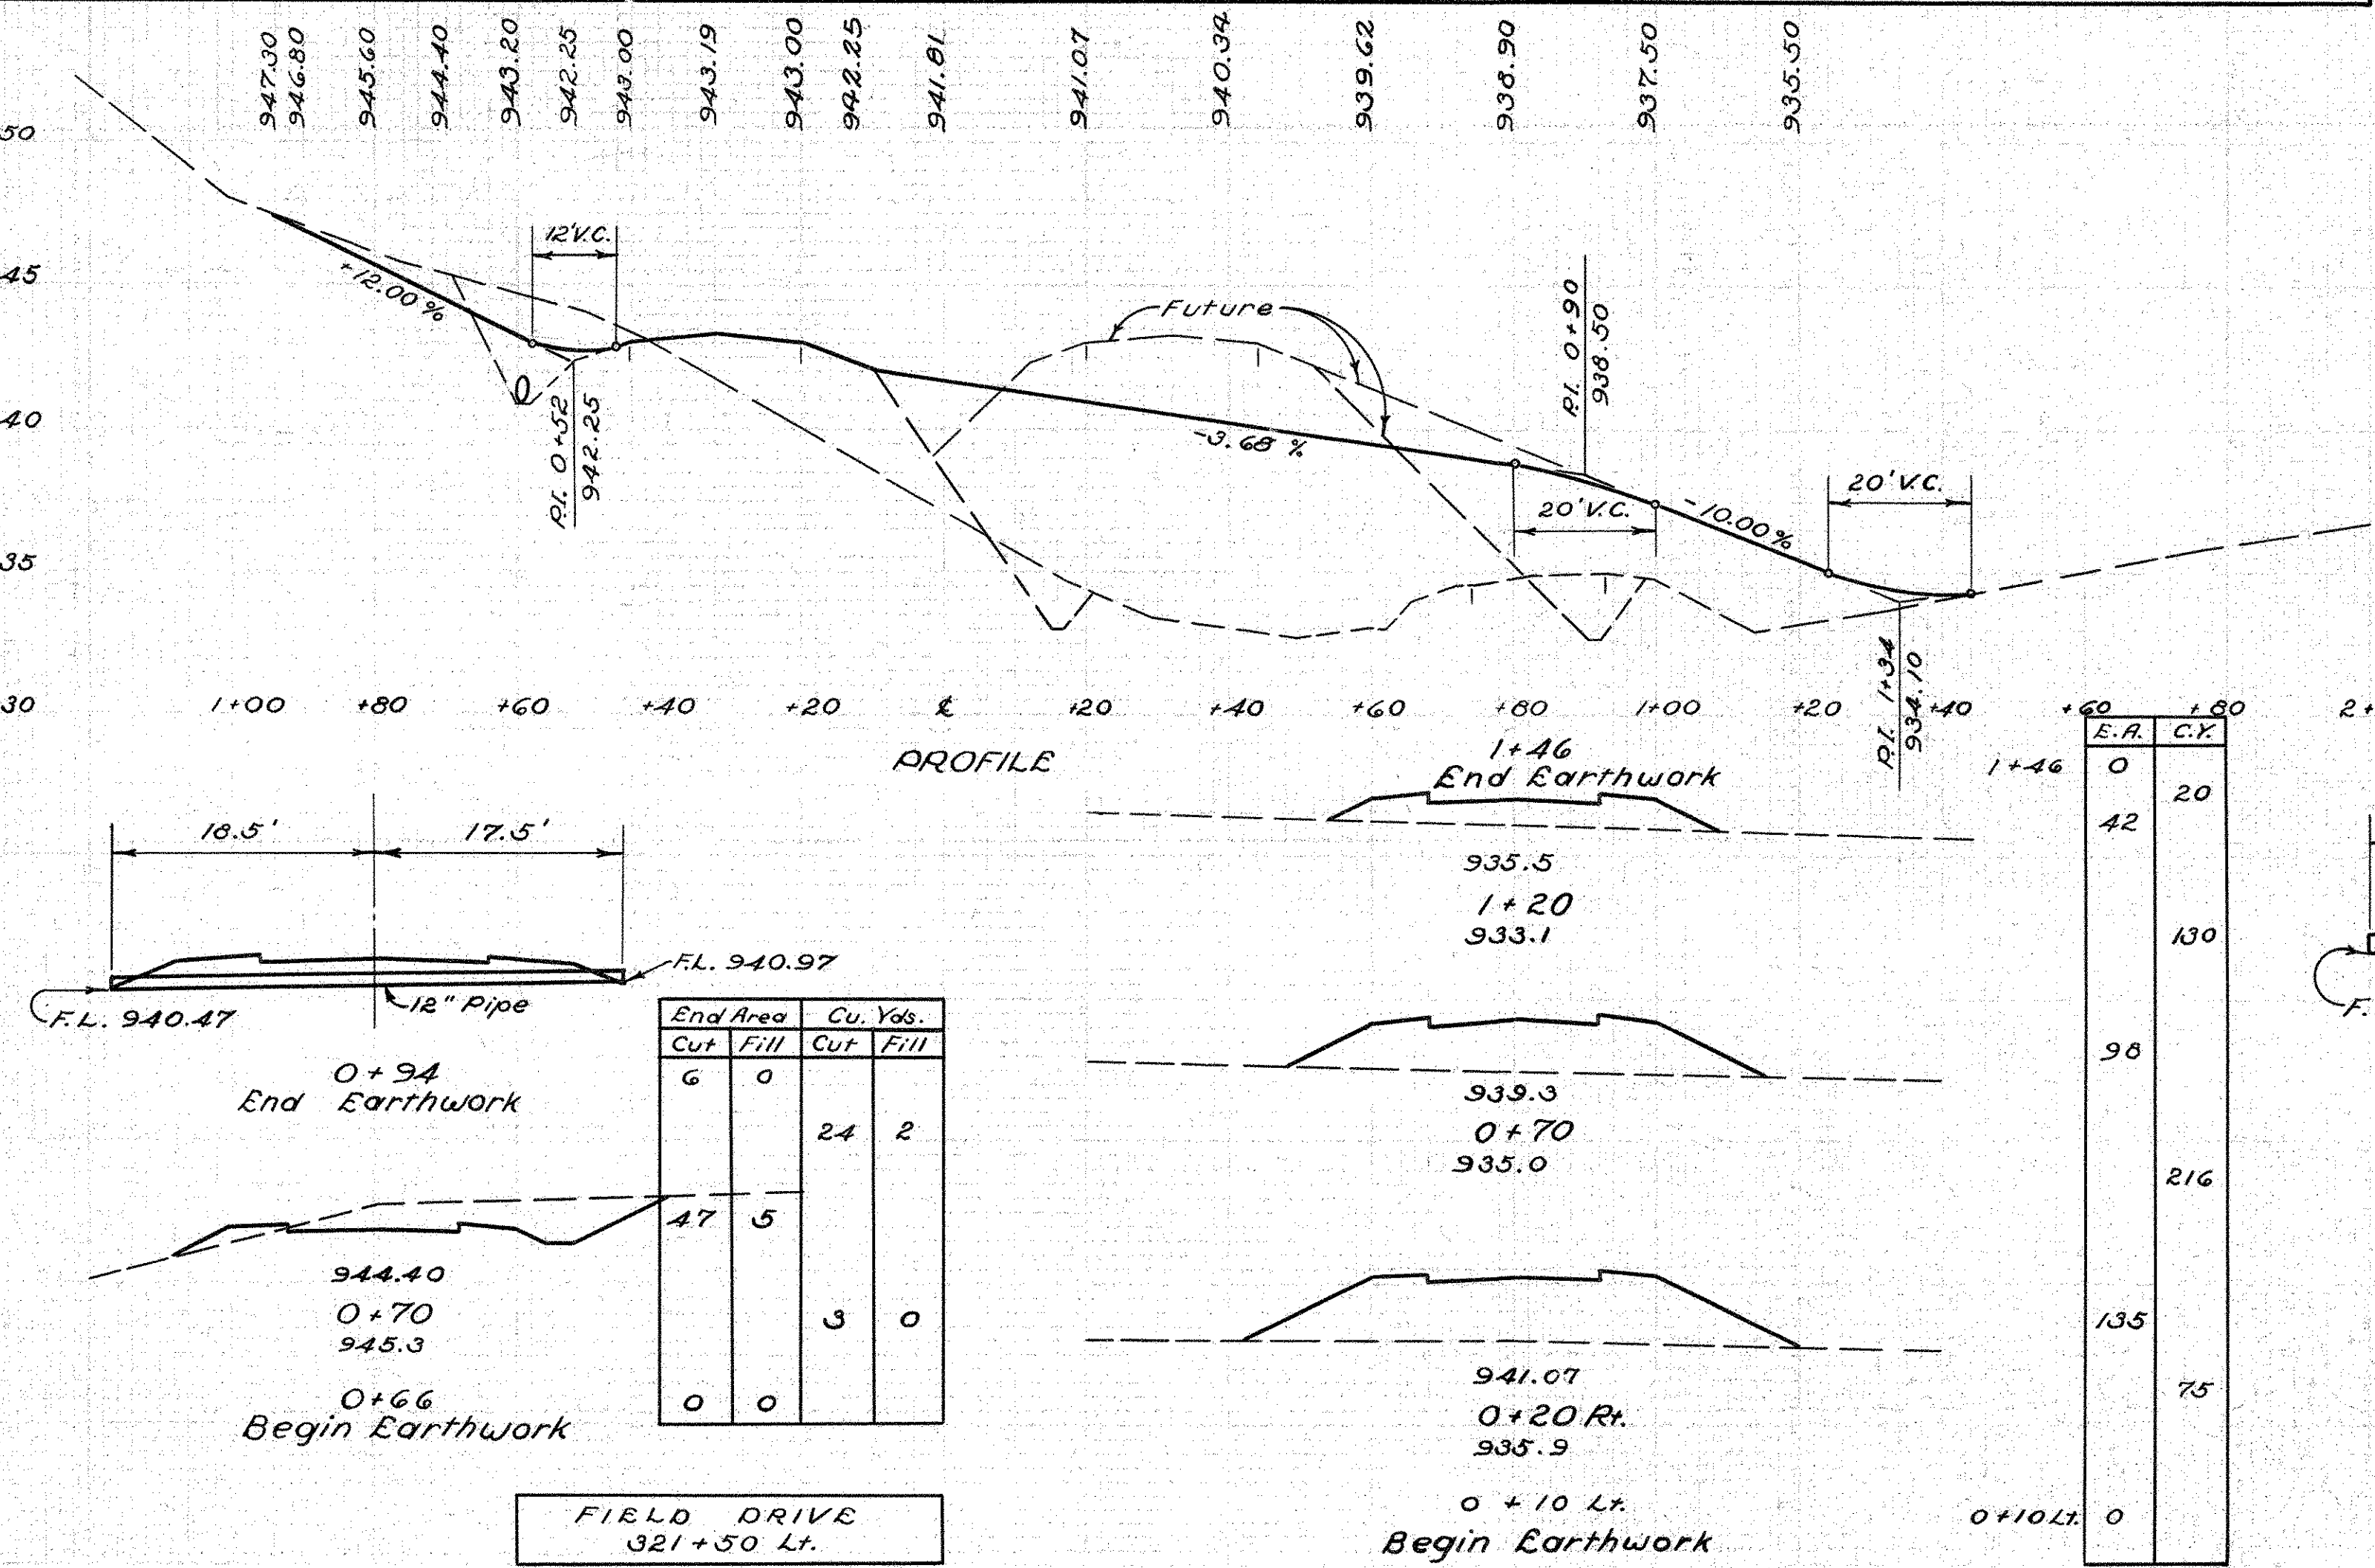 947.30
946.80
945.60
944.40
943.20
942.25
943.00
943.19
943.00
942.25
941.81
941.07
940.34
939.62
938.90
937.50
935.50
50
45
40
35
30
+12.00%
12' V.C.
P.I. 0+52
942.25
Future
-3.68 %
P.I. 0+90
938.50
20' V.C.
-10.00%
20' V.C.
P.I. 1+34
934.10
1+00 +80 +60 +40 +20 ℄ +20 +40 +60 +80 1+00 +20 +40 +60 +80 2+
PROFILE
18.5' 17.5'
F.L. 940.97
F.L. 940.47
12" Pipe
0+94
End Earthwork
944.40
0+70
945.3
0+66
Begin Earthwork
End Area Cu. Yds.
Cut Fill Cut Fill
6 0
24 2
47 5
3 0
0 0
FIELD DRIVE
321+50 Lt.
1+46
End Earthwork
935.5
1+20
933.1
939.3
0+70
935.0
941.07
0+20 Rt.
935.9
0+10 Lt.
Begin Earthwork
E.A. C.Y.
1+46 0
20
42
130
98
216
135
75
0+10 Lt. 0
F.